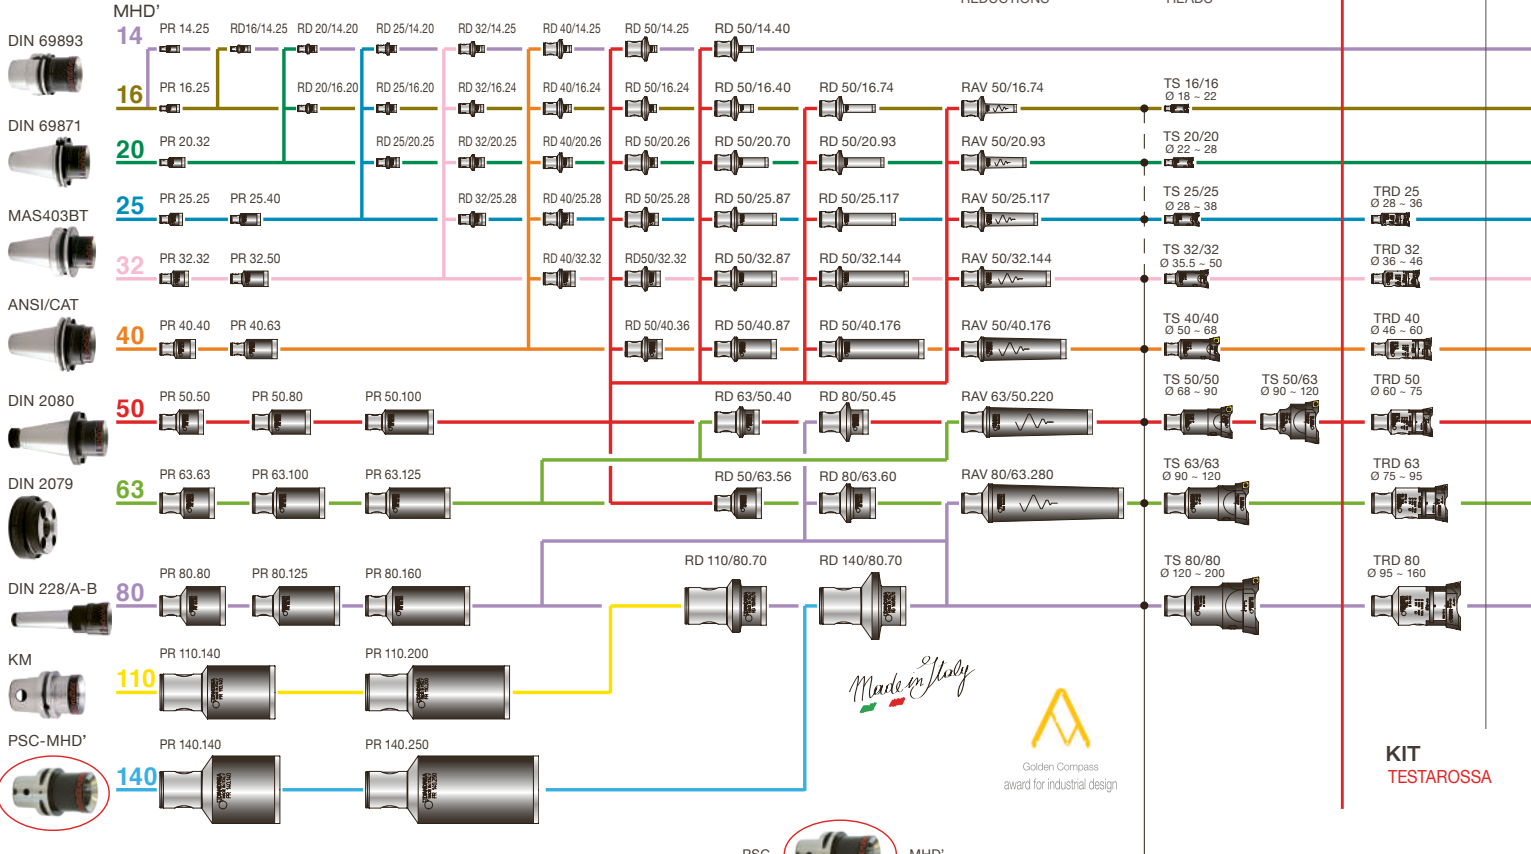 REDUCTIONS HEADS
MHD'
DIN 69893
14
PR 14.25 RD16/14.25 RD 20/14.20 RD 25/14.20 RD 32/14.25 RD 40/14.25 RD 50/14.25 RD 50/14.40
16
PR 16.25 RD 20/16.20 RD 25/16.20 RD 32/16.24 RD 40/16.24 RD 50/16.24 RD 50/16.40 RD 50/16.74 RAV 50/16.74 TS 16/16
Ø 18 ~ 22
DIN 69871
20
PR 20.32 RD 25/20.25 RD 32/20.25 RD 40/20.26 RD 50/20.26 RD 50/20.70 RD 50/20.93 RAV 50/20.93 TS 20/20
Ø 22 ~ 28
MAS403BT
25
PR 25.25 PR 25.40 RD 32/25.28 RD 40/25.28 RD 50/25.28 RD 50/25.87 RD 50/25.117 RAV 50/25.117 TS 25/25 TRD 25
Ø 28 ~ 38 Ø 28 ~ 36
32
PR 32.32 PR 32.50 RD 40/32.32 RD50/32.32 RD 50/32.87 RD 50/32.144 RAV 50/32.144 TS 32/32 TRD 32
Ø 35.5 ~ 50 Ø 36 ~ 46
ANSI/CAT
40
PR 40.40 PR 40.63 RD 50/40.36 RD 50/40.87 RD 50/40.176 RAV 50/40.176 TS 40/40 TRD 40
Ø 50 ~ 68 Ø 46 ~ 60
DIN 2080
50
PR 50.50 PR 50.80 PR 50.100 RD 63/50.40 RD 80/50.45 RAV 63/50.220 TS 50/50 TS 50/63 TRD 50
Ø 68 ~ 90 Ø 90 ~ 120 Ø 60 ~ 75
DIN 2079
63
PR 63.63 PR 63.100 PR 63.125 RD 50/63.56 RD 80/63.60 RAV 80/63.280 TS 63/63 TRD 63
Ø 90 ~ 120 Ø 75 ~ 95
DIN 228/A-B
80
PR 80.80 PR 80.125 PR 80.160 RD 110/80.70 RD 140/80.70 TS 80/80 TRD 80
Ø 120 ~ 200 Ø 95 ~ 160
KM
110
PR 110.140 PR 110.200
Made in Italy
PSC-MHD'
140
PR 140.140 PR 140.250
Golden Compass
award for industrial design
KIT
TESTAROSSA
PSC MHD'